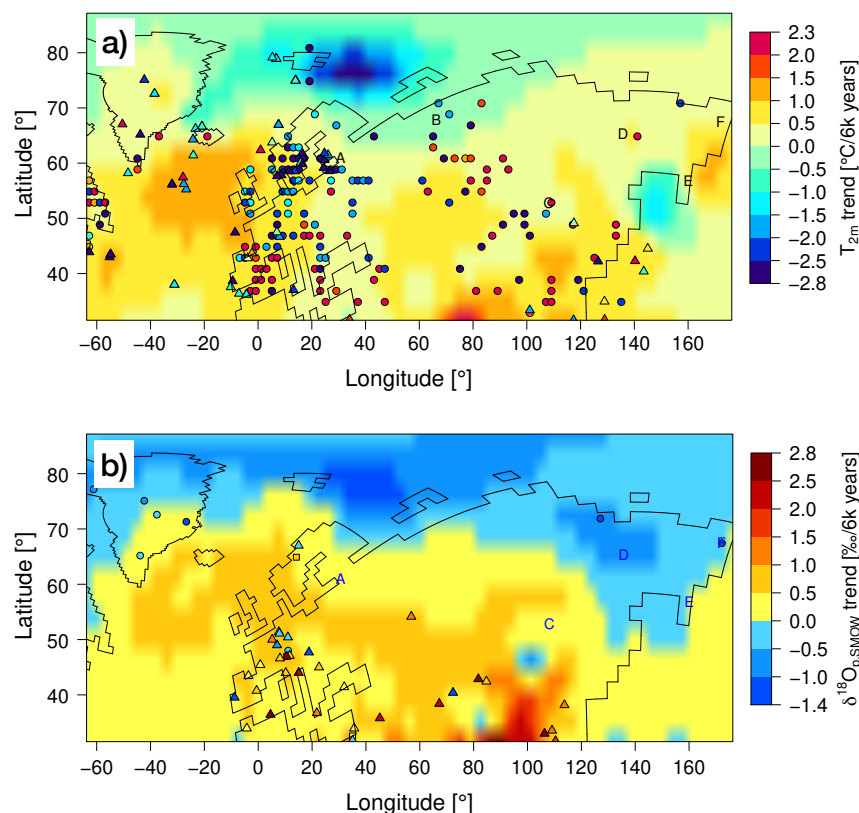 a)
80
70
60
50
40
Latitude [°]
A
B
C
D
E
F
−60 −40 −20 0 20 40 60 80 100 120 140 160
Longitude [°]
2.3
2.0
1.5
1.0
0.5
0.0
−0.5
−1.0
−1.5
−2.0
−2.5
−2.8
T2m trend [°C/6k years]
b)
80
70
60
50
40
Latitude [°]
A
C
D
E
F
−60 −40 −20 0 20 40 60 80 100 120 140 160
Longitude [°]
2.8
2.5
2.0
1.5
1.0
0.5
0.0
−0.5
−1.0
−1.4
δ18Op,SMOW trend [‰/6k years]